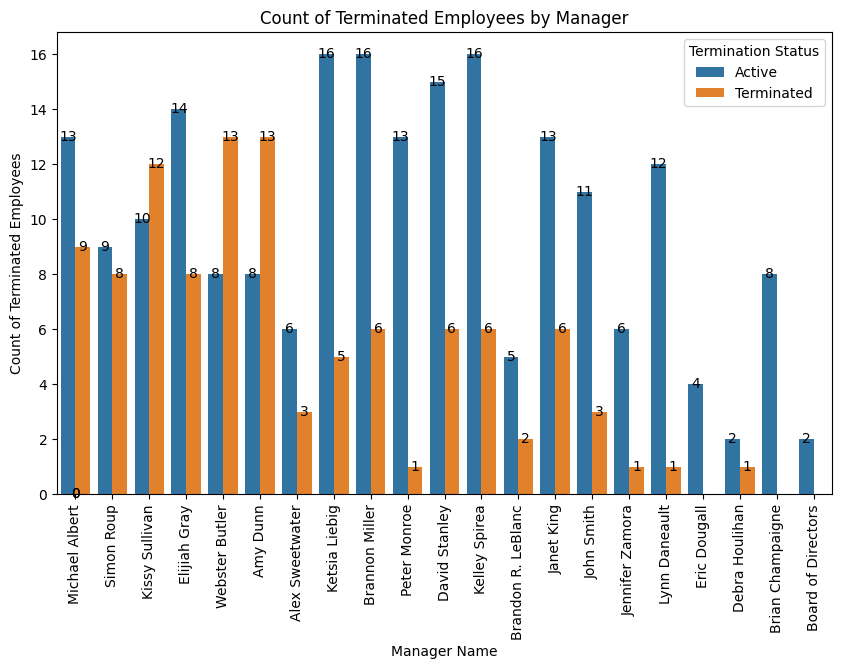 Count of Terminated Employees by Manager
Termination Status
Active
Terminated
Count of Terminated Employees
16
14
12
10
8
6
4
2
0
13
9
9
8
10
12
14
8
8
13
8
13
6
3
16
5
16
6
13
1
15
6
16
6
5
2
13
6
11
3
6
1
12
1
4
2
1
8
2
0
Michael Albert
Simon Roup
Kissy Sullivan
Elijiah Gray
Webster Butler
Amy Dunn
Alex Sweetwater
Ketsia Liebig
Brannon Miller
Peter Monroe
David Stanley
Kelley Spirea
Brandon R. LeBlanc
Janet King
John Smith
Jennifer Zamora
Lynn Daneault
Eric Dougall
Debra Houlihan
Brian Champaigne
Board of Directors
Manager Name